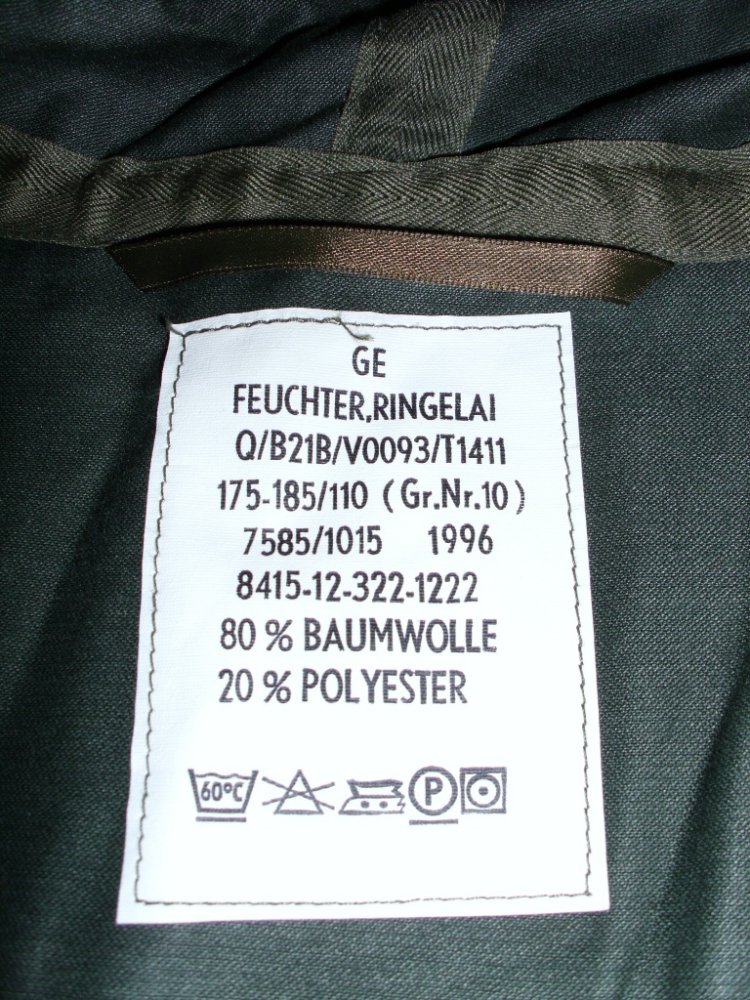 GE
FEUCHTER,RINGELAI
Q/B21B/V0093/T1411
175-185/110 (Gr.Nr.10)
7585/1015 1996
8415-12-322-1222
80 % BAUMWOLLE
20 % POLYESTER
60°C P